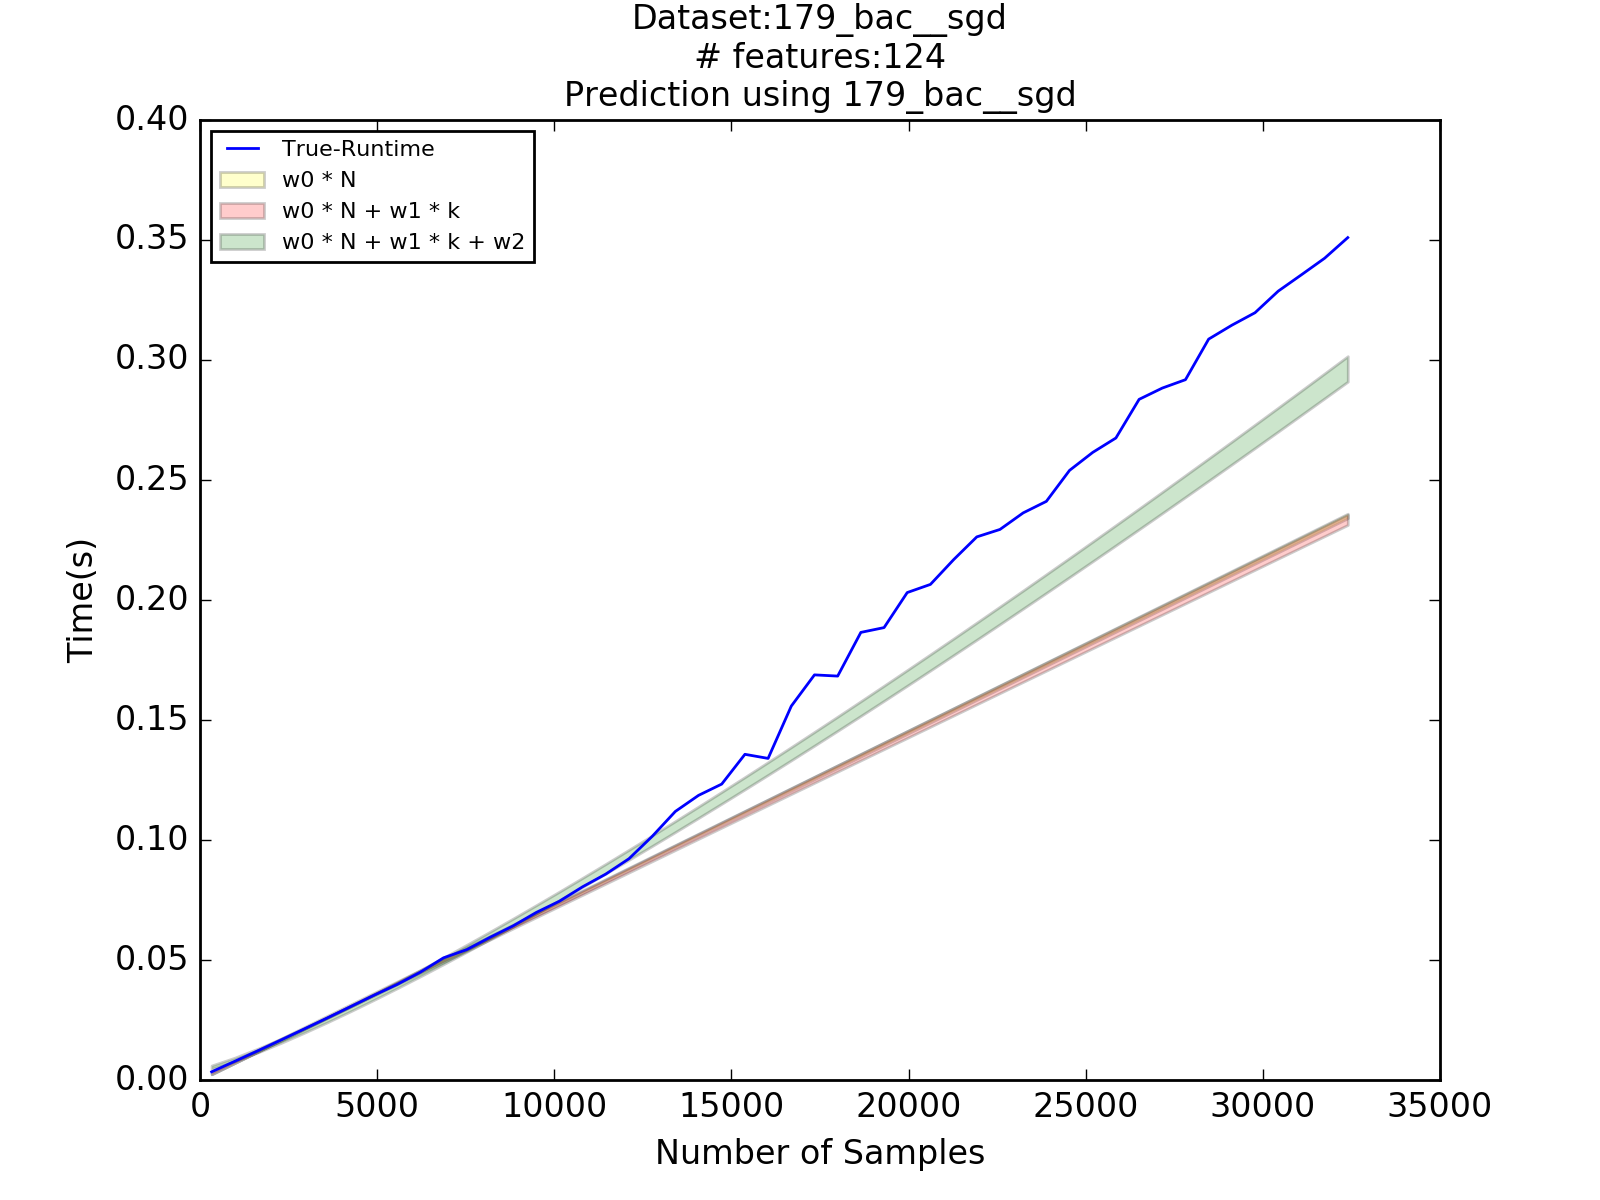 Dataset:179_bac__sgd
# features:124
Prediction using 179_bac__sgd
0.40
0.35
0.30
0.25
0.20
0.15
0.10
0.05
0.00
Time(s)
True-Runtime
w0 * N
w0 * N + w1 * k
w0 * N + w1 * k + w2
0 5000 10000 15000 20000 25000 30000 35000
Number of Samples